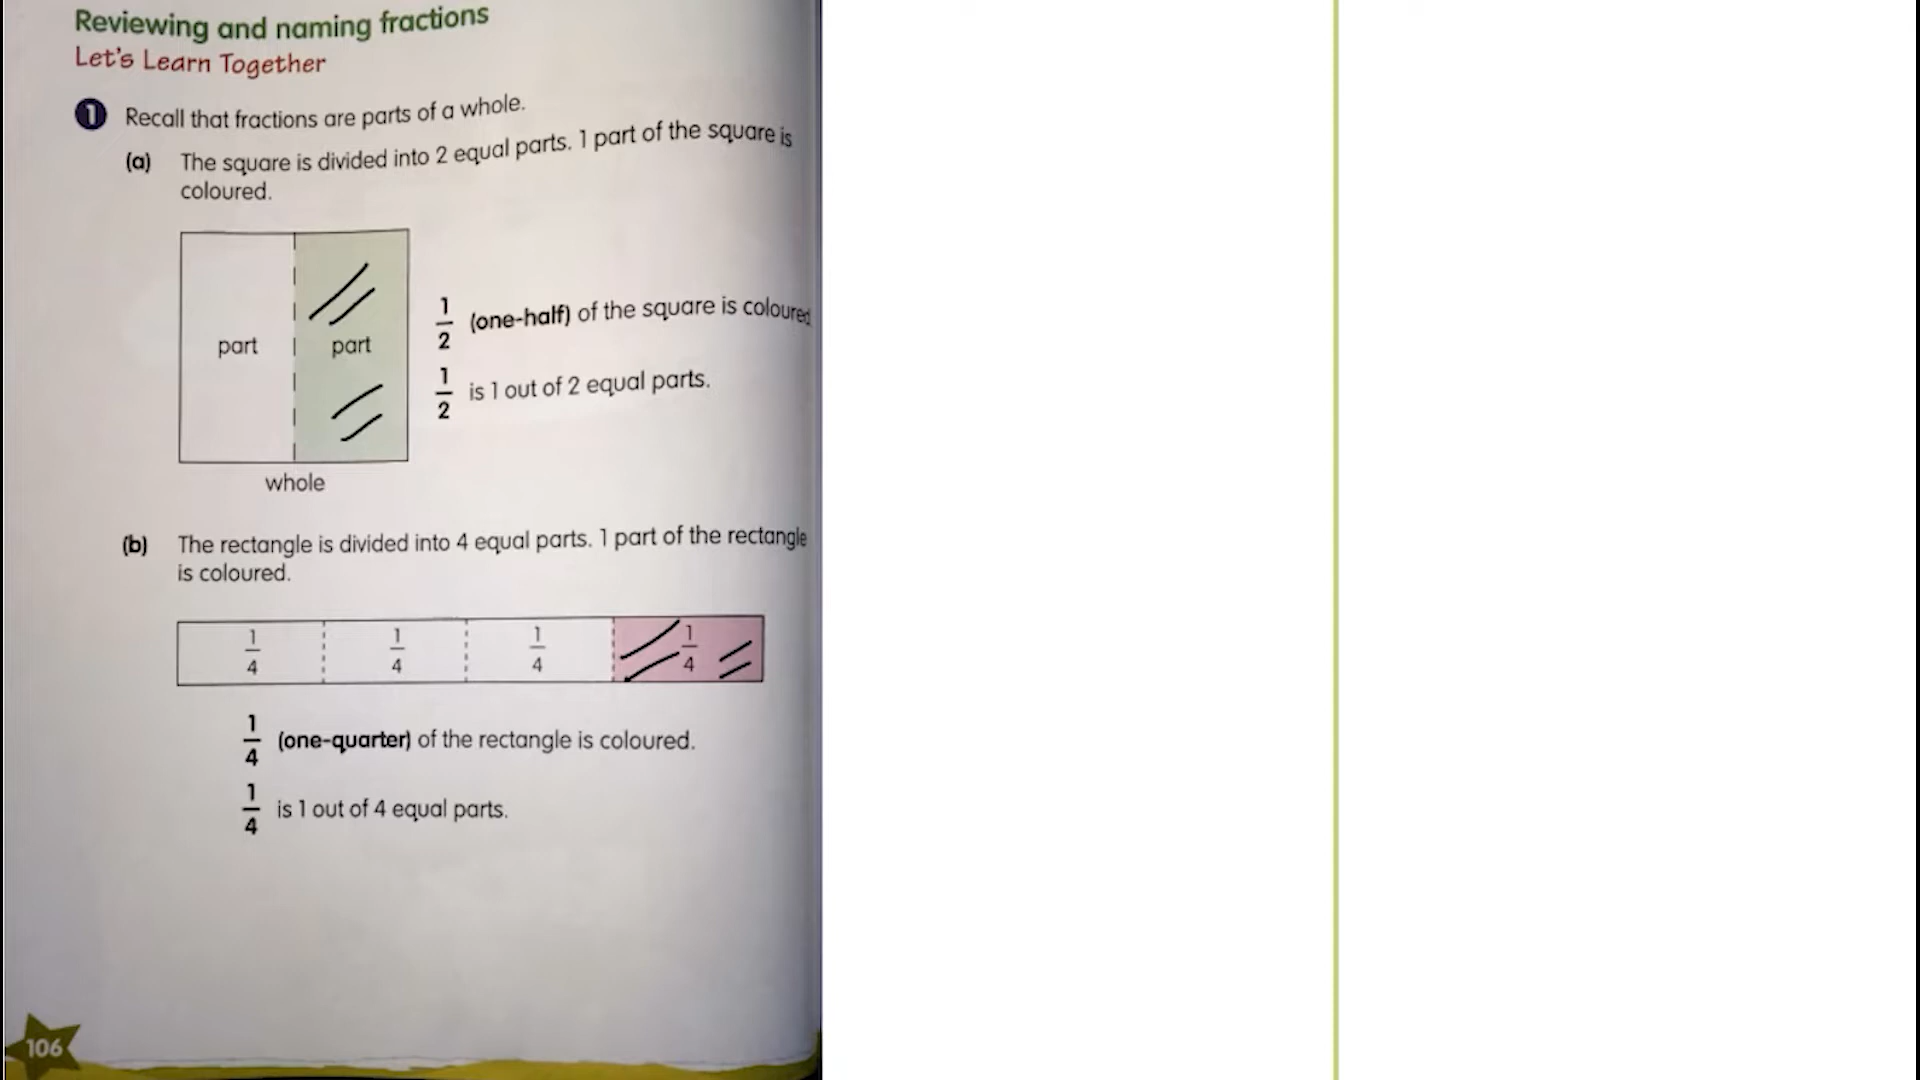 Reviewing and naming fractions
Let's Learn Together
1 Recall that fractions are parts of a whole.
(a) The square is divided into 2 equal parts. 1 part of the square is
coloured.
part part
1/2 (one-half) of the square is coloured
1/2 is 1 out of 2 equal parts.
whole
(b) The rectangle is divided into 4 equal parts. 1 part of the rectangle
is coloured.
1/4 1/4 1/4 1/4
1/4 (one-quarter) of the rectangle is coloured.
1/4 is 1 out of 4 equal parts.
106